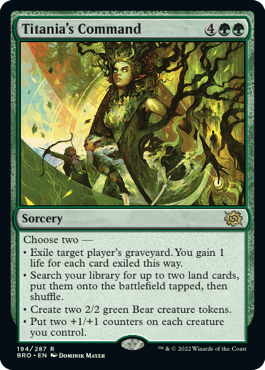 Titania's Command 4
Sorcery
Choose two —
• Exile target player's graveyard. You gain 1
life for each card exiled this way.
• Search your library for up to two land cards,
put them onto the battlefield tapped, then
shuffle.
• Create two 2/2 green Bear creature tokens.
• Put two +1/+1 counters on each creature
you control.
194/287 R
BRO • EN Dominik Mayer
™ & © 2022 Wizards of the Coast